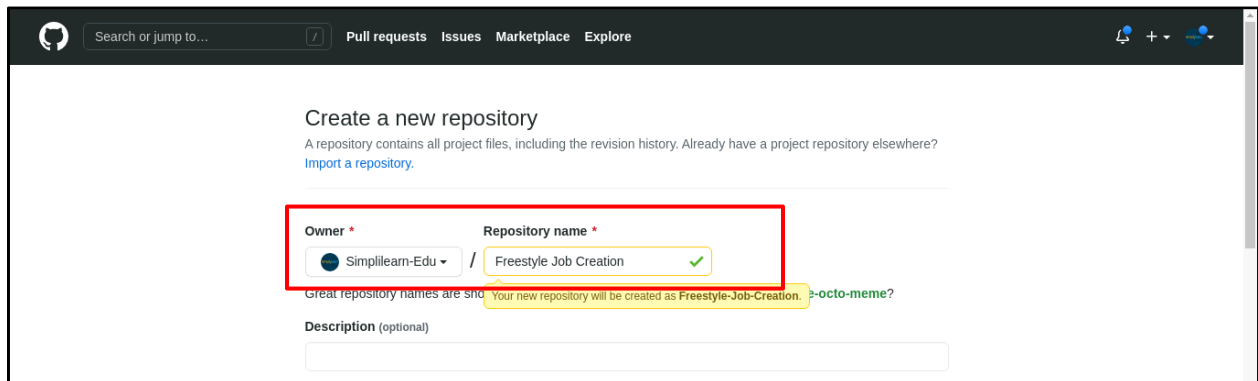 Search or jump to… /
Pull requests Issues Marketplace Explore
Create a new repository
A repository contains all project files, including the revision history. Already have a project repository elsewhere?
Import a repository.
Owner * Repository name *
Simplilearn-Edu / Freestyle Job Creation
Great repository names are
Your new repository will be created as Freestyle-Job-Creation.
-octo-meme?
Description (optional)